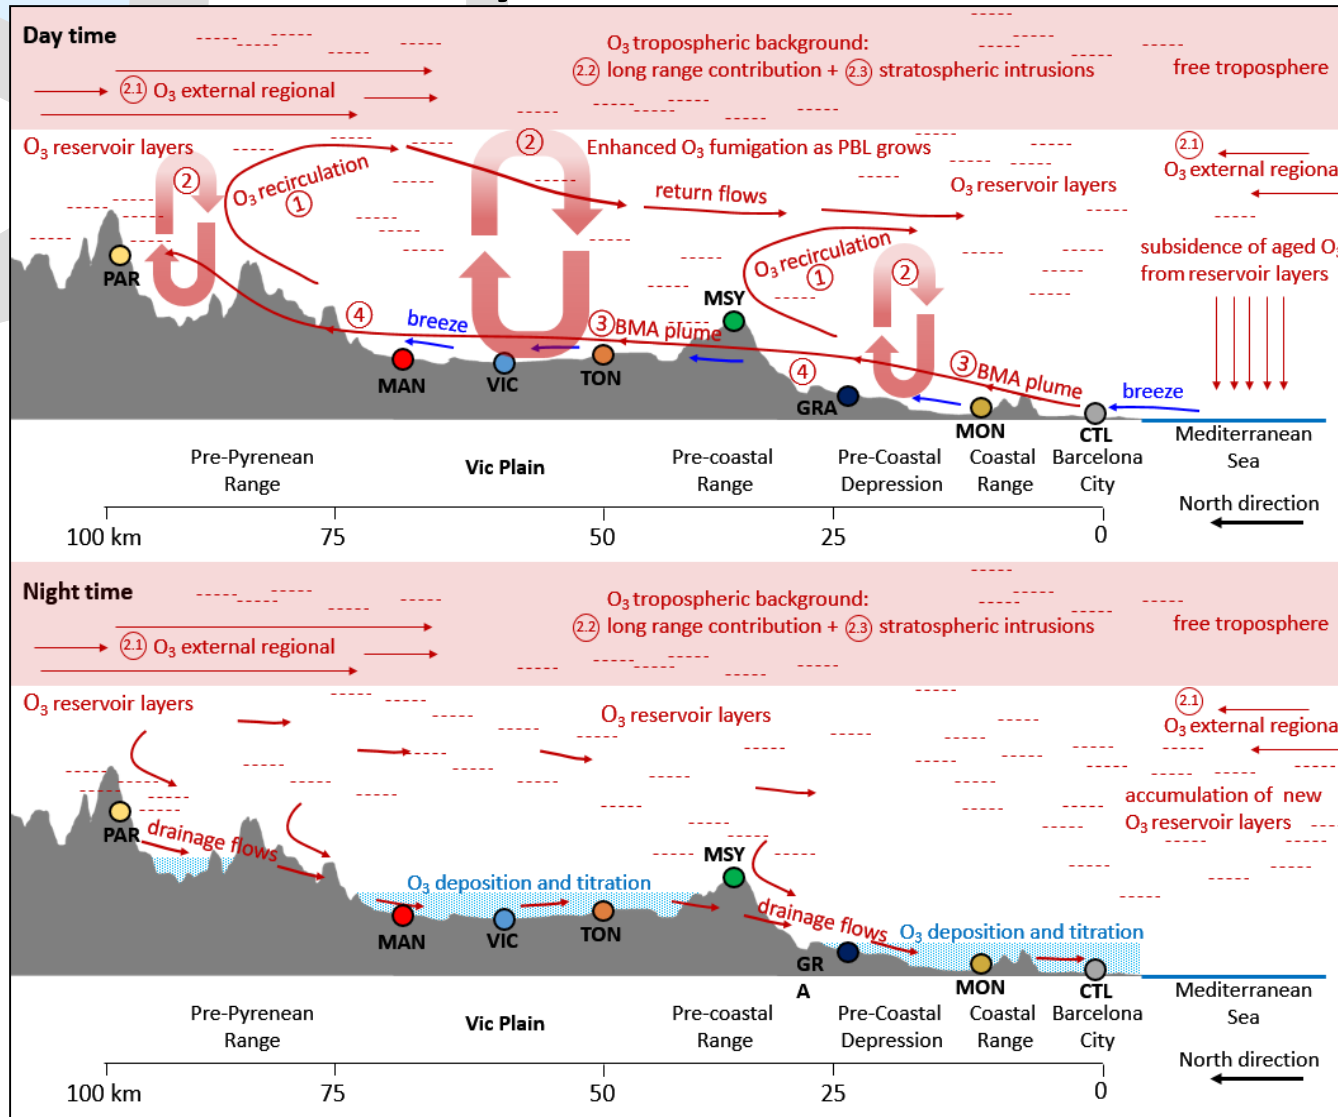 Day time
O3 tropospheric background:
2.2 long range contribution + 2.3 stratospheric intrusions
free troposphere
2.1 O3 external regional
O3 reservoir layers
2
O3 recirculation
1
2
Enhanced O3 fumigation as PBL grows
return flows
O3 reservoir layers
2.1
O3 external regiona
O3 recirculation
1
2
subsidence of aged O3
from reservoir layers
PAR
MSY
4
breeze
3 BMA plume
MAN
VIC
TON
4
3 BMA plume
breeze
GRA
MON
CTL
Pre-Pyrenean
Range
Vic Plain
Pre-coastal
Range
Pre-Coastal
Depression
Coastal
Range
Barcelona
City
Mediterranean
Sea
North direction
100 km
75
50
25
0
Night time
O3 tropospheric background:
2.2 long range contribution + 2.3 stratospheric intrusions
free troposphere
2.1 O3 external regional
O3 reservoir layers
O3 reservoir layers
2.1
O3 external regiona
accumulation of new
O3 reservoir layers
PAR
drainage flows
MSY
O3 deposition and titration
MAN
VIC
TON
drainage flows
O3 deposition and titration
GR
A
MON
CTL
Pre-Pyrenean
Range
Vic Plain
Pre-coastal
Range
Pre-Coastal
Depression
Coastal
Range
Barcelona
City
Mediterranean
Sea
North direction
100 km
75
50
25
0